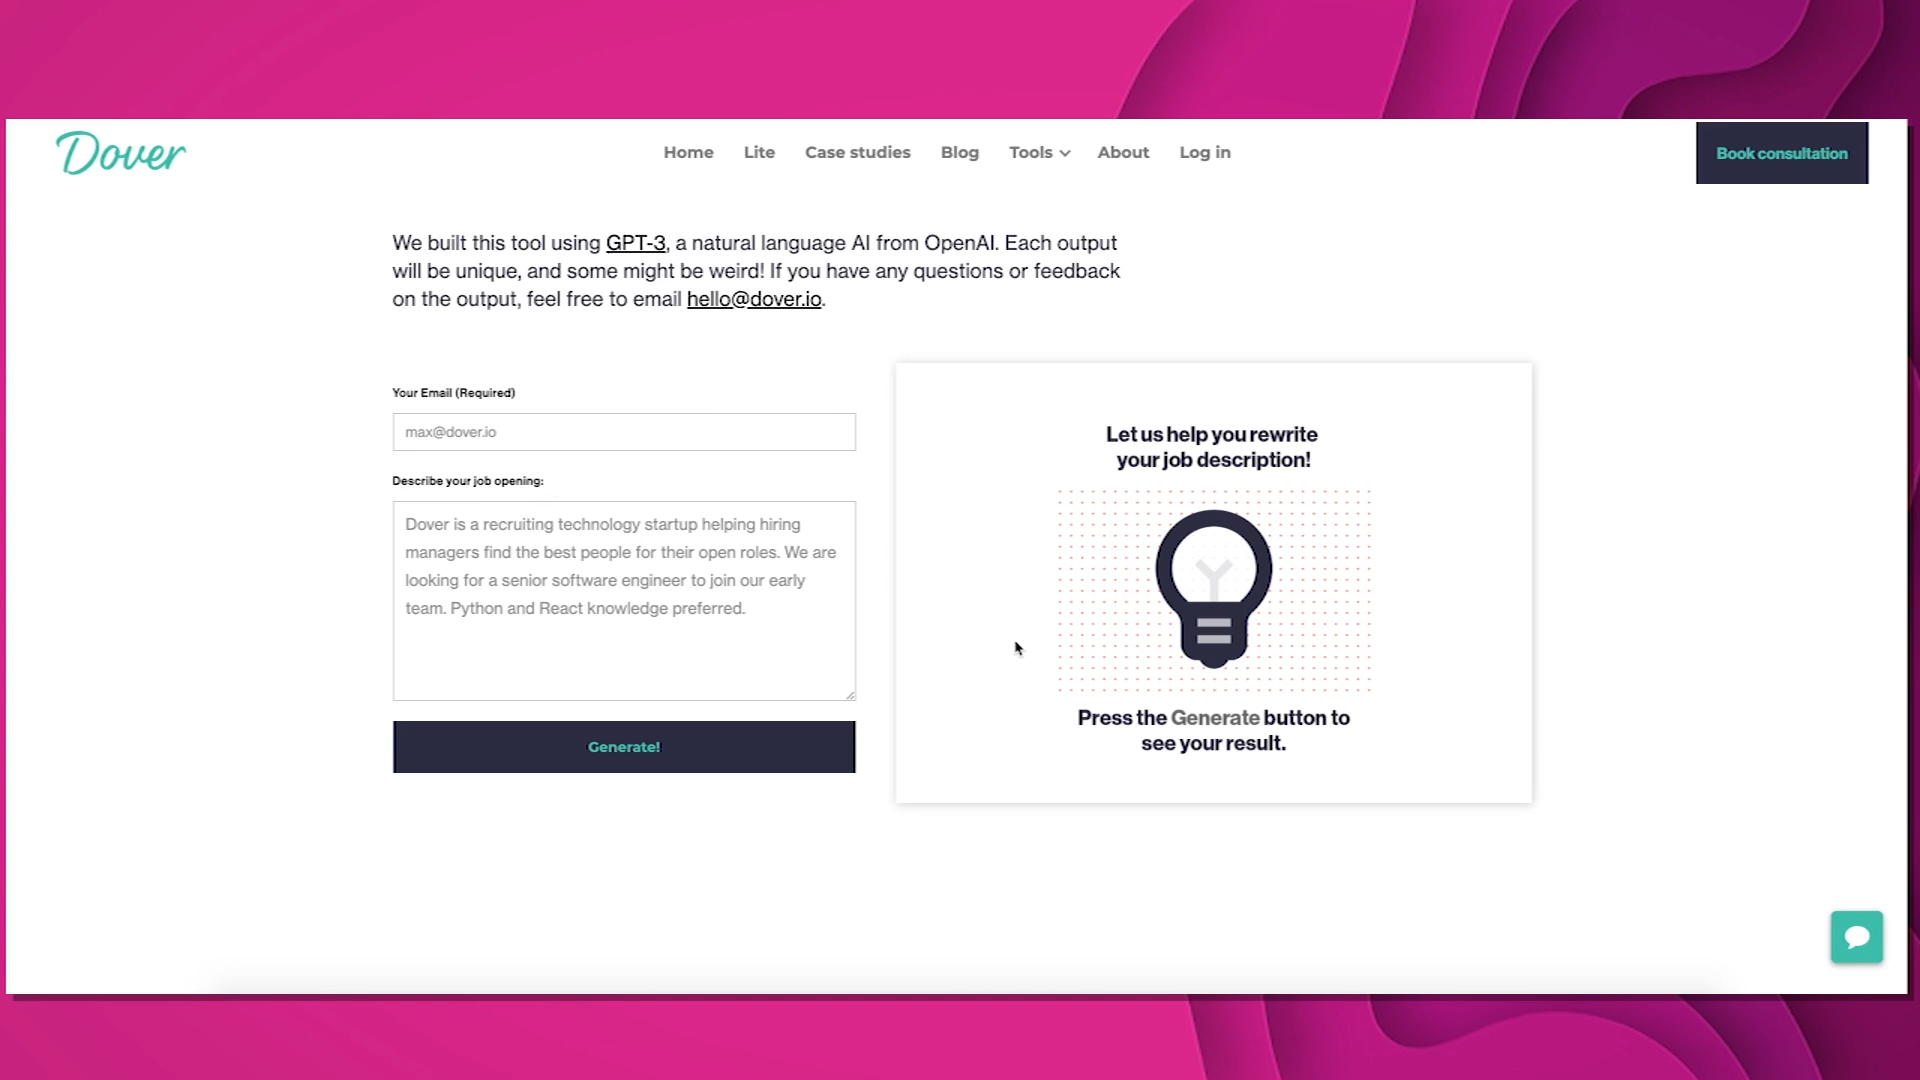 Dover
Home Lite Case studies Blog Tools About Log in
Book consultation
We built this tool using GPT-3, a natural language AI from OpenAI. Each output
will be unique, and some might be weird! If you have any questions or feedback
on the output, feel free to email hello@dover.io.
Your Email (Required)
max@dover.io
Describe your job opening:
Dover is a recruiting technology startup helping hiring
managers find the best people for their open roles. We are
looking for a senior software engineer to join our early
team. Python and React knowledge preferred.
Generate!
Let us help you rewrite
your job description!
Press the Generate button to
see your result.